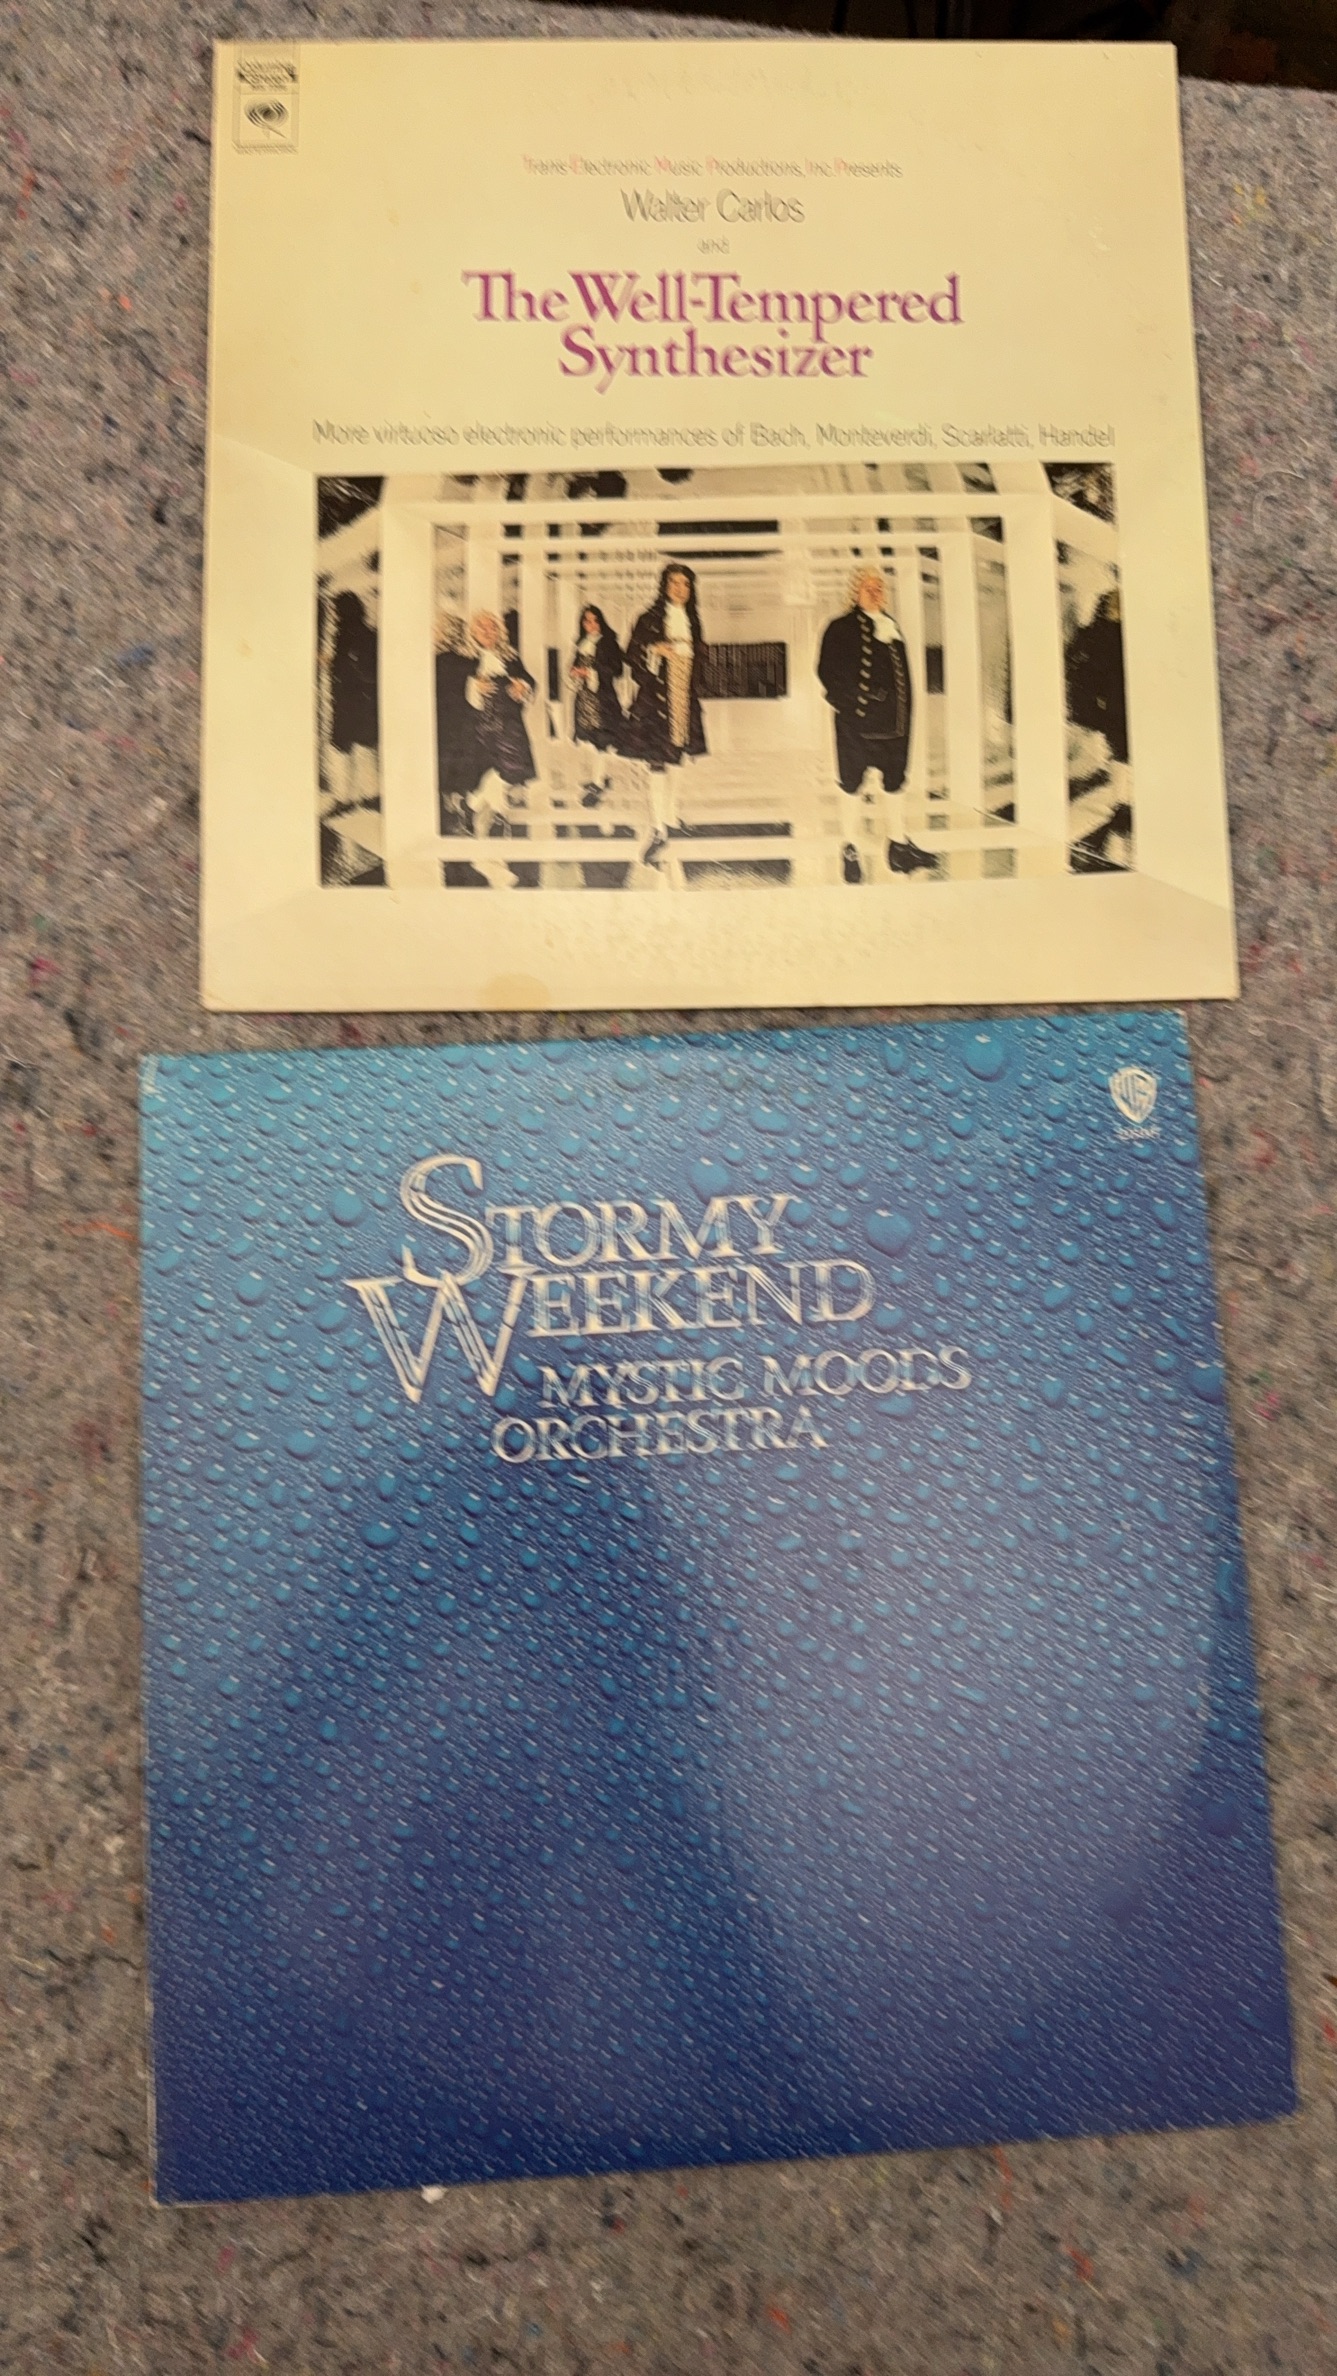 Trans-Electronic Music Productions, Inc. Presents
Walter Carlos
and
The Well-Tempered
Synthesizer
More virtuoso electronic performances of Bach, Monteverdi, Scarlatti, Handel
STORMY
WEEKEND
MYSTIC MOODS
ORCHESTRA